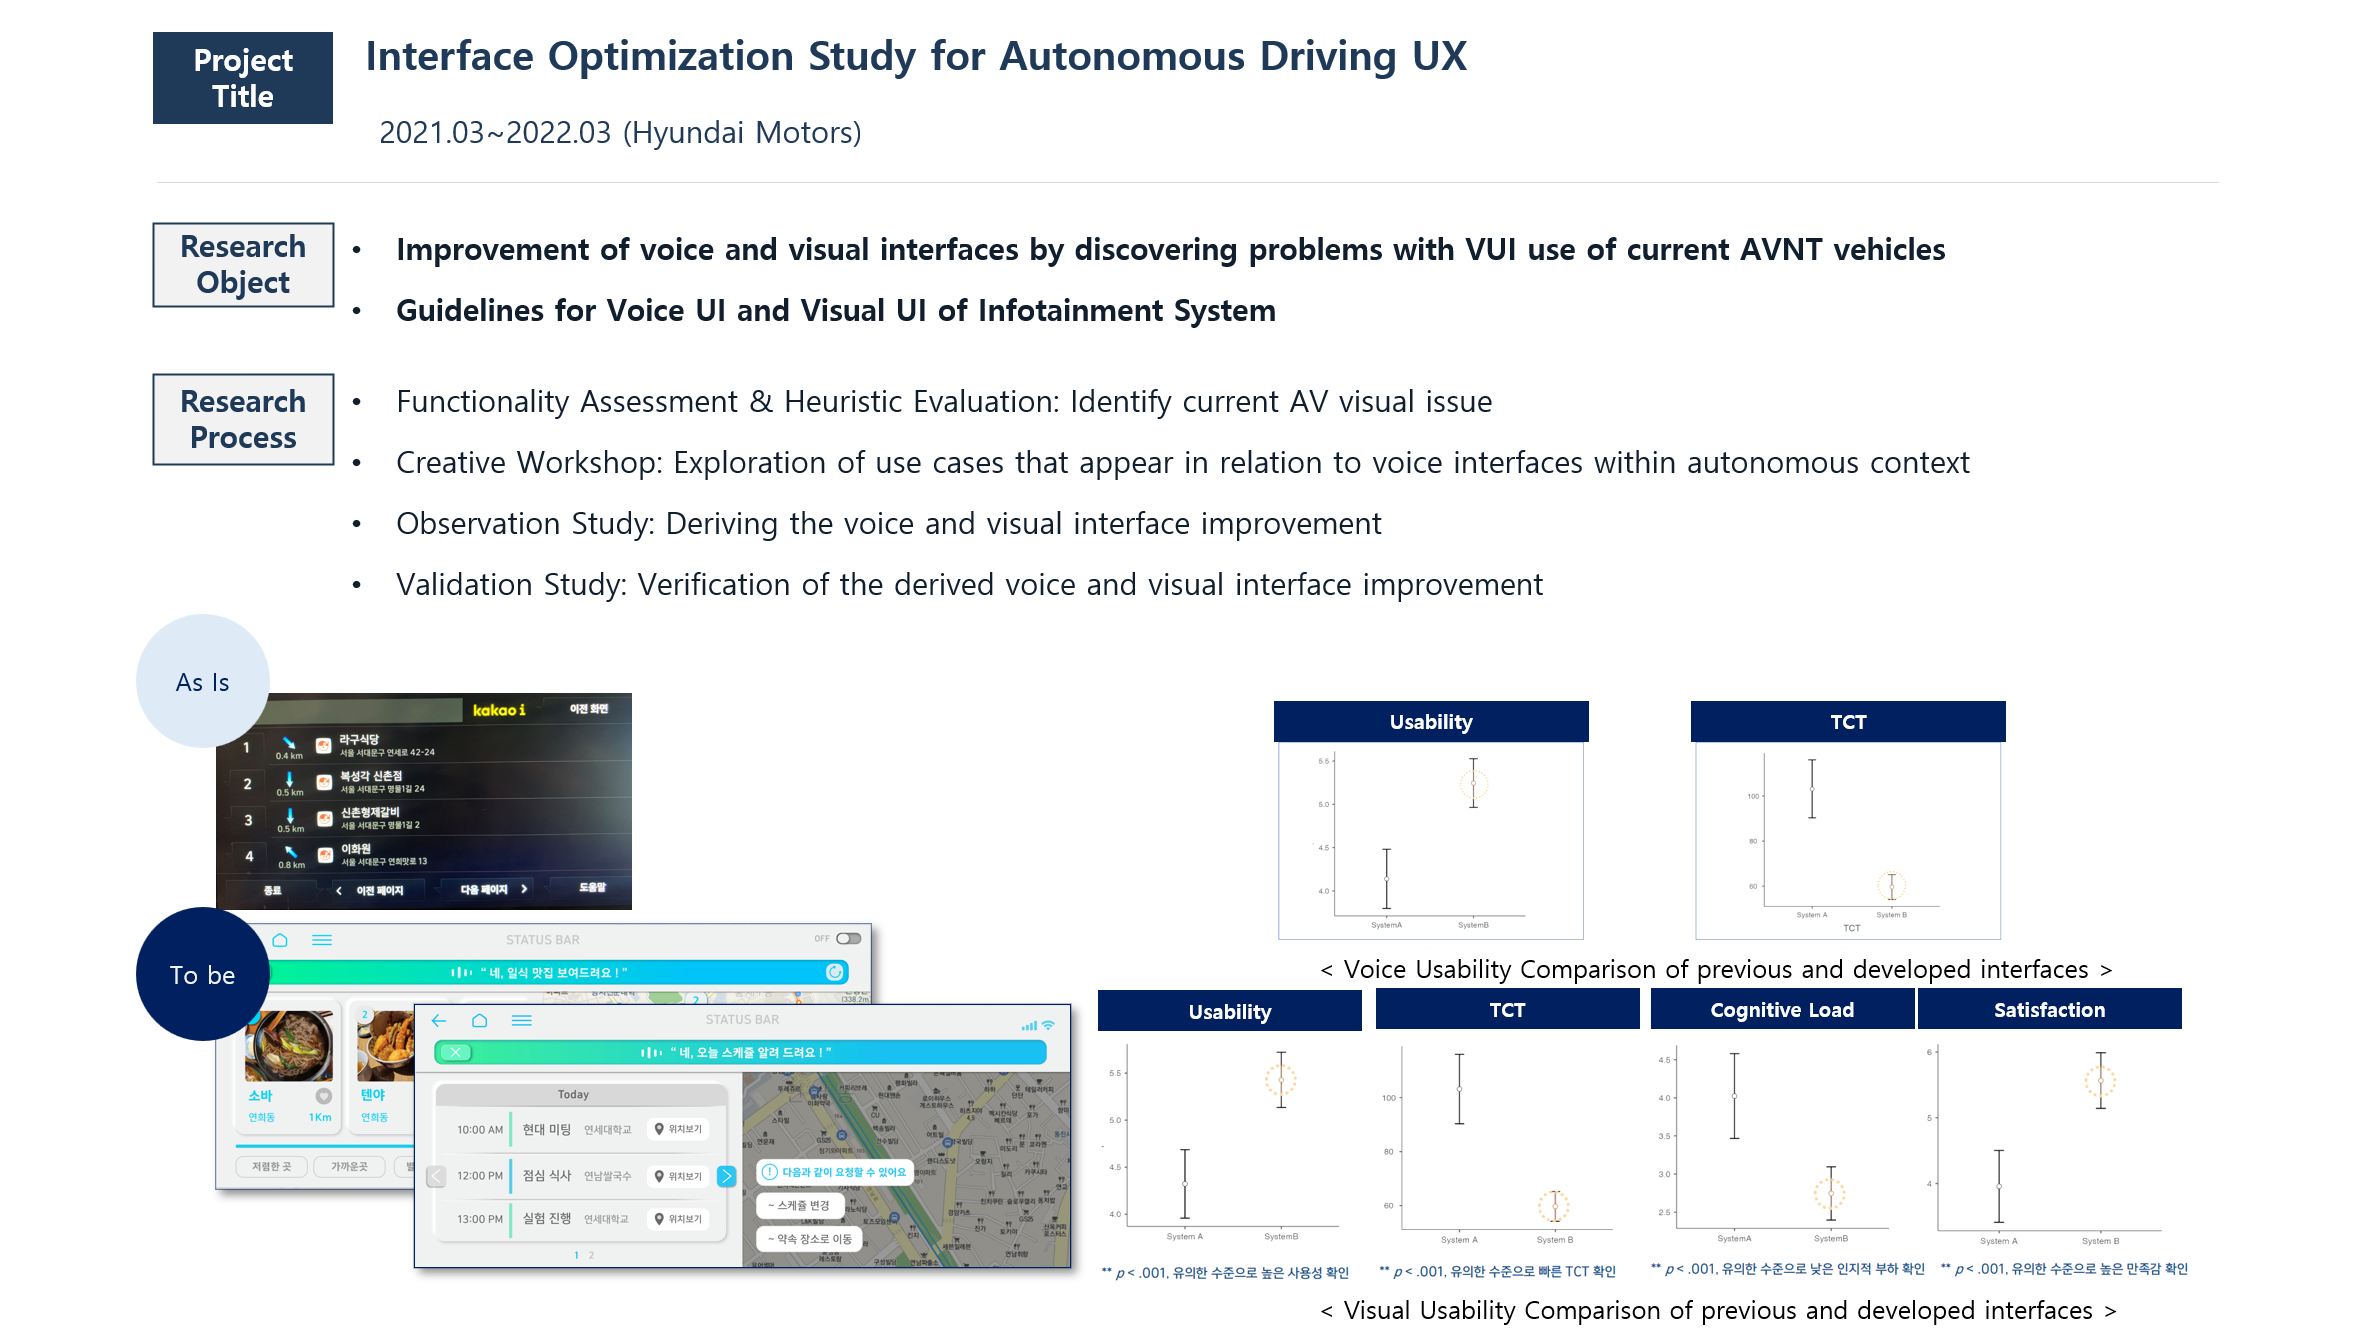 Project
Title
Interface Optimization Study for Autonomous Driving UX
2021.03~2022.03 (Hyundai Motors)
Research
Object
• Improvement of voice and visual interfaces by discovering problems with VUI use of current AVNT vehicles
• Guidelines for Voice UI and Visual UI of Infotainment System
Research
Process
• Functionality Assessment & Heuristic Evaluation: Identify current AV visual issue
• Creative Workshop: Exploration of use cases that appear in relation to voice interfaces within autonomous context
• Observation Study: Deriving the voice and visual interface improvement
• Validation Study: Verification of the derived voice and visual interface improvement
As Is
kakao i 이전 화면
1 0.4 km 라구식당
서울 서대문구 연세로 42-24
2 0.5 km 복성각 신촌점
서울 서대문구 명물1길 24
3 0.5 km 신촌형제갈비
서울 서대문구 명물1길 2
4 0.8 km 이화원
서울 서대문구 연희맛로 13
종료 < 이전 페이지 다음 페이지 > 도움말
To be
STATUS BAR OFF
“ 네, 일식 맛집 보여드려요 ! ”
2
(338.2m
2
소바 텐야
연희동 1Km 연희동
저렴한 곳 가까운곳 별
STATUS BAR
“ 네, 오늘 스케쥴 알려 드려요 ! ”
Today
10:00 AM 현대 미팅 연세대학교 위치보기
12:00 PM 점심 식사 연남쌀국수 위치보기
13:00 PM 실험 진행 연세대학교 위치보기
1 2
CU
GS25
GS25
다음과 같이 요청할 수 있어요
~ 스케쥴 변경
~ 약속 장소로 이동
Usability
5.5
5.0
4.5
4.0
SystemA SystemB
TCT
100
80
60
System A System B
TCT
< Voice Usability Comparison of previous and developed interfaces >
Usability
5.5
5.0
4.5
4.0
System A SystemB
** p < .001, 유의한 수준으로 높은 사용성 확인
TCT
100
80
60
System A System B
** p < .001, 유의한 수준으로 빠른 TCT 확인
Cognitive Load
4.5
4.0
3.5
3.0
2.5
SystemA SystemB
** p < .001, 유의한 수준으로 낮은 인지적 부하 확인
Satisfaction
6
5
4
System A System B
** p < .001, 유의한 수준으로 높은 만족감 확인
< Visual Usability Comparison of previous and developed interfaces >